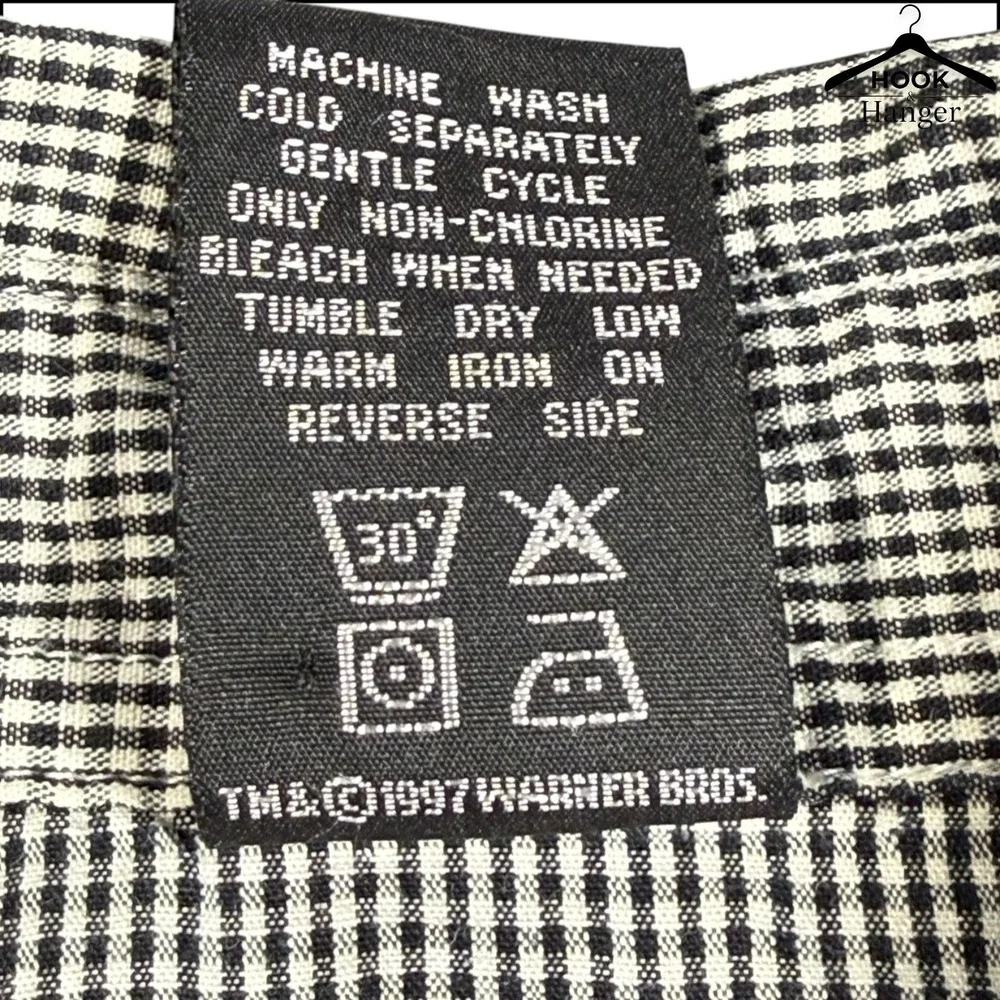 HOOK
&
Hanger
MACHINE WASH
COLD SEPARATELY
GENTLE CYCLE
ONLY NON-CHLORINE
BLEACH WHEN NEEDED
TUMBLE DRY LOW
WARM IRON ON
REVERSE SIDE
30°
TM&©1997 WARNER BROS.